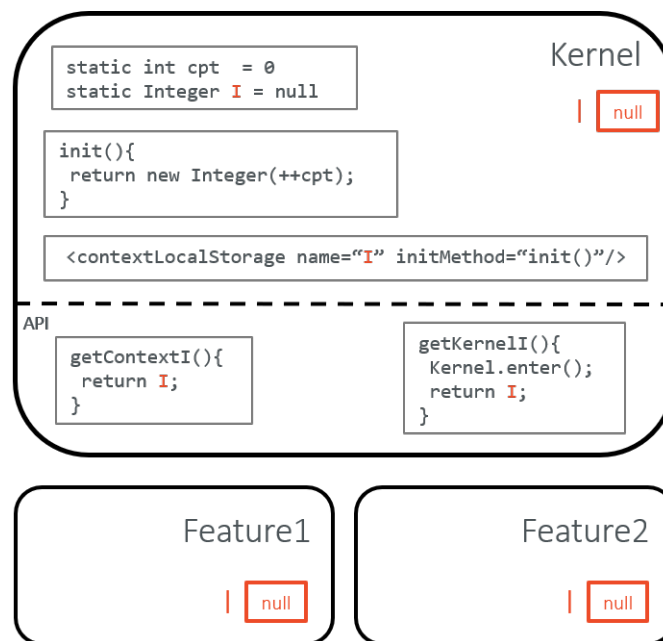 Kernel
static int cpt = 0
static Integer I = null
I null
init(){
return new Integer(++cpt);
}
<contextLocalStorage name=“I” initMethod=“init()”/>
API
getContextI(){
return I;
}
getKernelI(){
Kernel.enter();
return I;
}
Feature1
I null
Feature2
I null